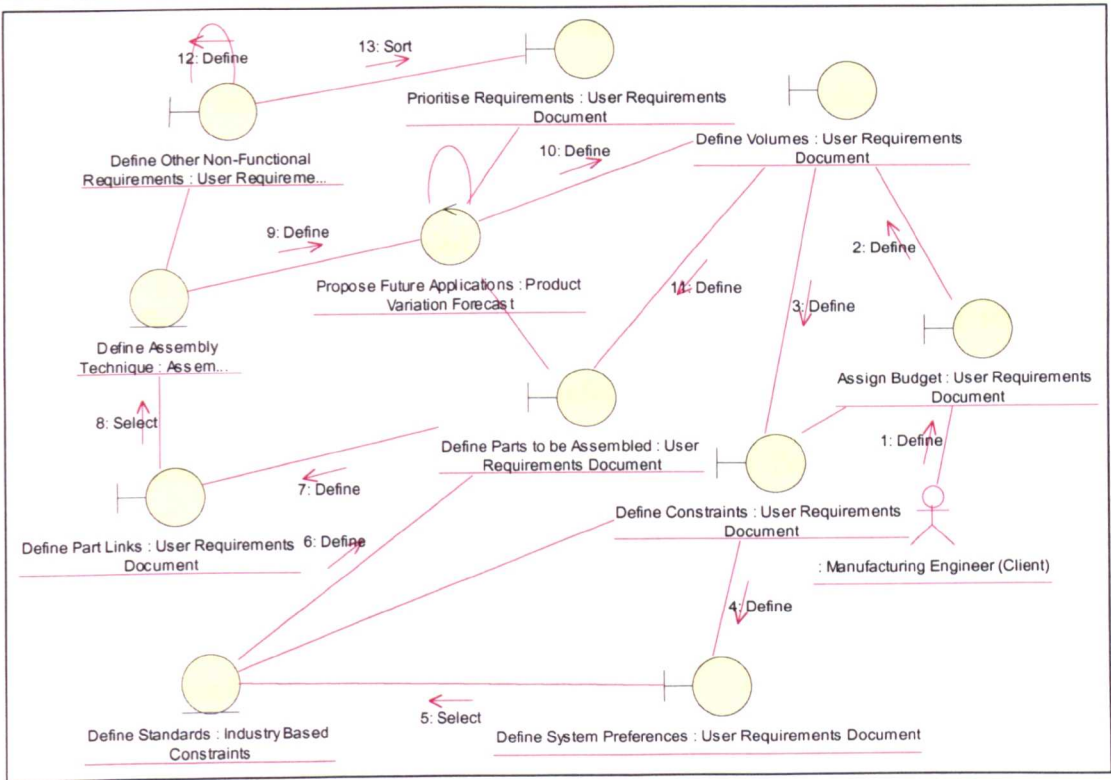 13: Sort
12: Define
Prioritise Requirements : User Requirements
Document
Define Volumes : User Requirements
Document
10: Define
Define Other Non-Functional
Requirements : User Requireme...
9: Define
2: Define
Propose Future Applications : Product
Variation Forecast
11: Define
3: Define
Define Assembly
Technique : Assem...
Assign Budget : User Requirements
Document
8: Select
1: Define
Define Parts to be Assembled : User
Requirements Document
7: Define
Define Constraints : User Requirements
Document
6: Define
Define Part Links : User Requirements
Document
: Manufacturing Engineer (Client)
4: Define
5: Select
Define Standards : Industry Based
Constraints
Define System Preferences : User Requirements Document